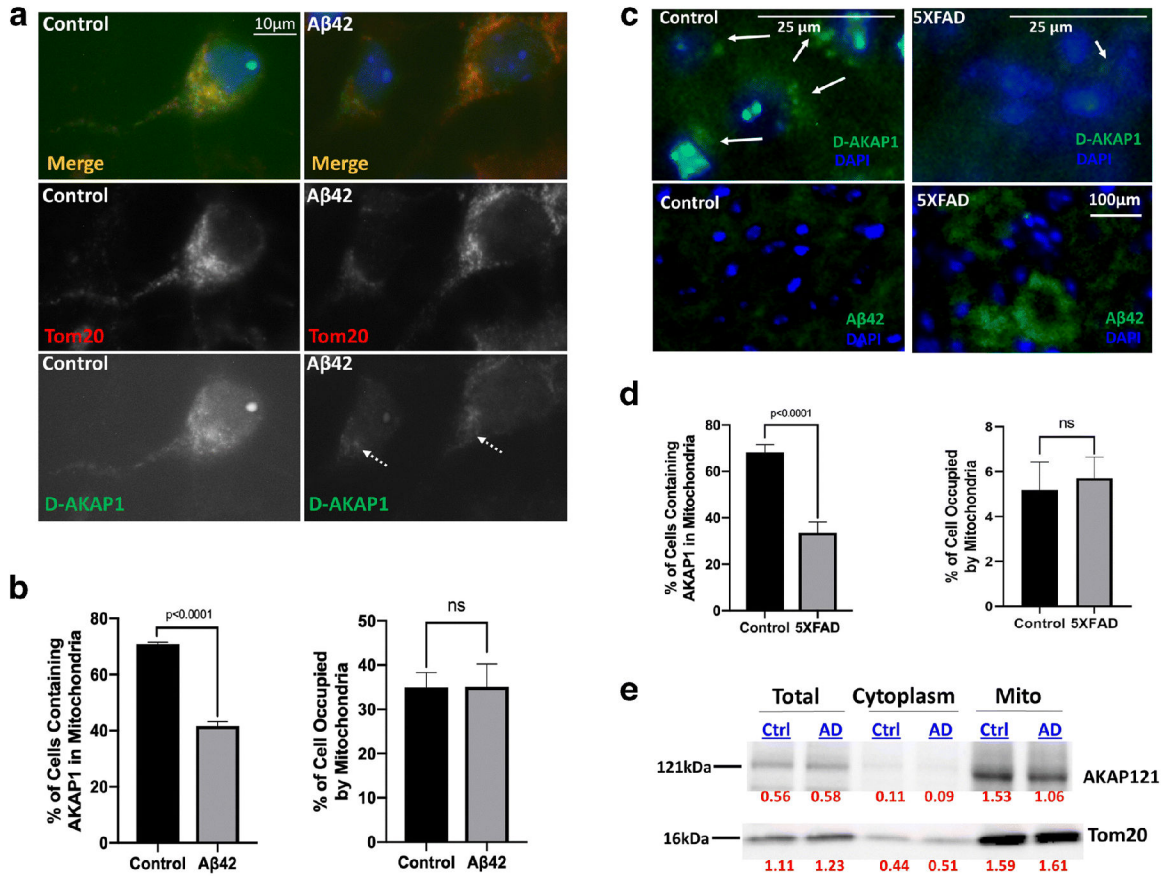 a
Control
10µm
Merge
Aβ42
Merge
Control
Tom20
Aβ42
Tom20
Control
D-AKAP1
Aβ42
D-AKAP1
b
% of Cells Containing
AKAP1 in Mitochondria
80
60
40
20
0
p<0.0001
Control Aβ42
% of Cell Occupied
by Mitochondria
50
40
30
20
10
0
ns
Control Aβ42
c
Control
25 µm
D-AKAP1
DAPI
5XFAD
25 µm
D-AKAP1
DAPI
Control
Aβ42
DAPI
5XFAD
100µm
Aβ42
DAPI
d
% of Cells Containing
AKAP1 in Mitochondria
80
60
40
20
0
p<0.0001
Control 5XFAD
% of Cell Occupied
by Mitochondria
8
6
4
2
0
ns
Control 5XFAD
e
Total Cytoplasm Mito
Ctrl AD Ctrl AD Ctrl AD
121kDa
AKAP121
0.56 0.58 0.11 0.09 1.53 1.06
16kDa
Tom20
1.11 1.23 0.44 0.51 1.59 1.61